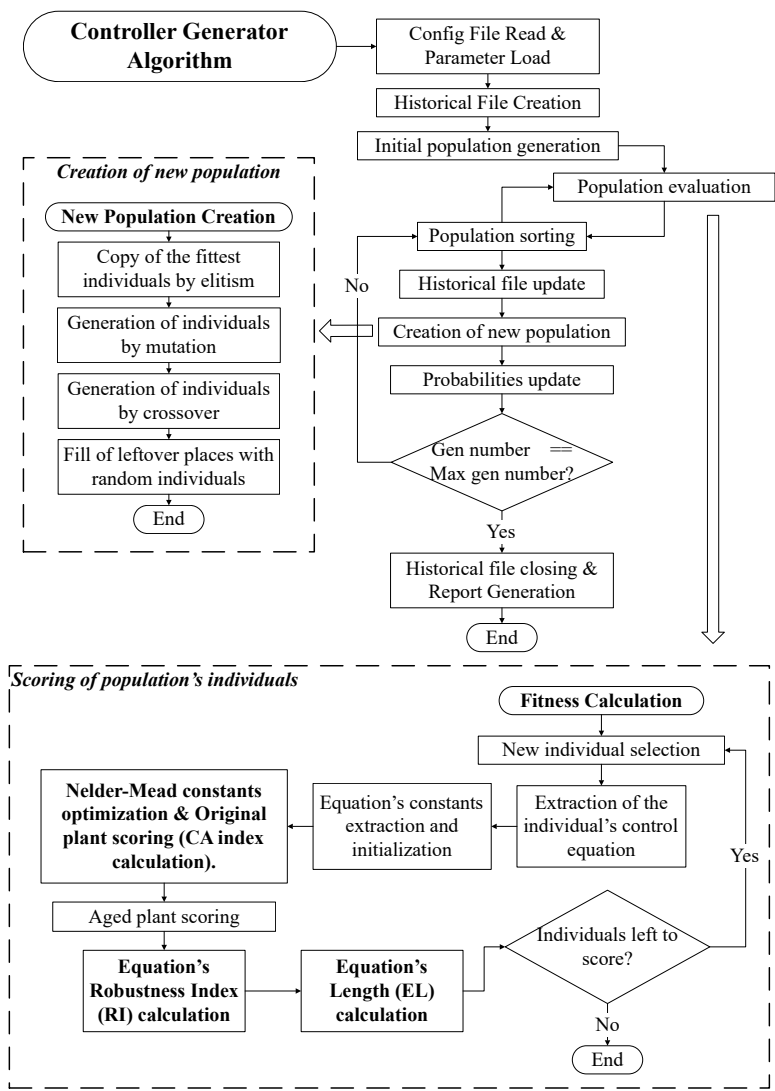 Controller Generator
Algorithm
Config File Read &
Parameter Load
Historical File Creation
Initial population generation
Population evaluation
Population sorting
Historical file update
Creation of new population
Probabilities update
Gen number ==
Max gen number?
No
Yes
Historical file closing &
Report Generation
End
Creation of new population
New Population Creation
Copy of the fittest
individuals by elitism
Generation of individuals
by mutation
Generation of individuals
by crossover
Fill of leftover places with
random individuals
End
Scoring of population's individuals
Fitness Calculation
New individual selection
Extraction of the
individual's control
equation
Equation's constants
extraction and
initialization
Nelder-Mead constants
optimization & Original
plant scoring (CA index
calculation).
Aged plant scoring
Equation's
Robustness Index
(RI) calculation
Equation's
Length (EL)
calculation
Individuals left to
score?
Yes
No
End